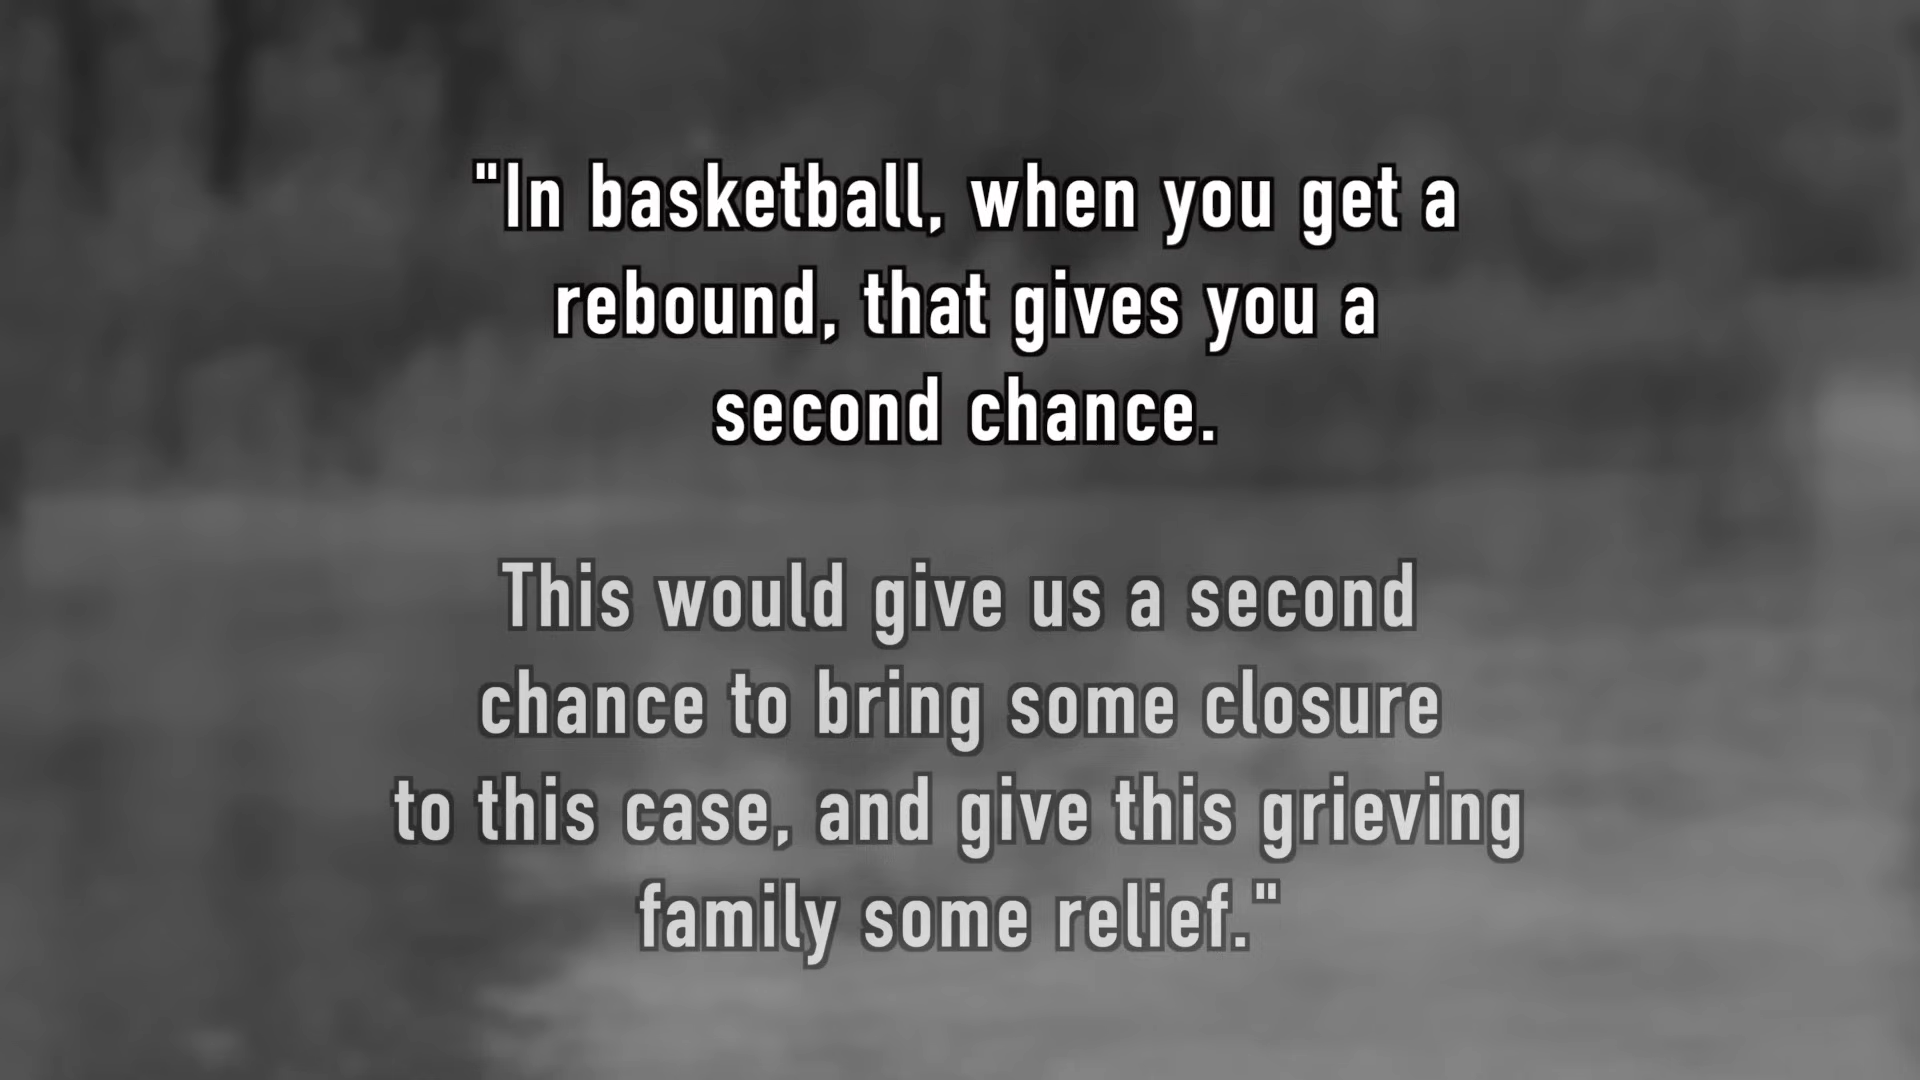 "In basketball, when you get a
rebound, that gives you a
second chance.
This would give us a second
chance to bring some closure
to this case, and give this grieving
family some relief."